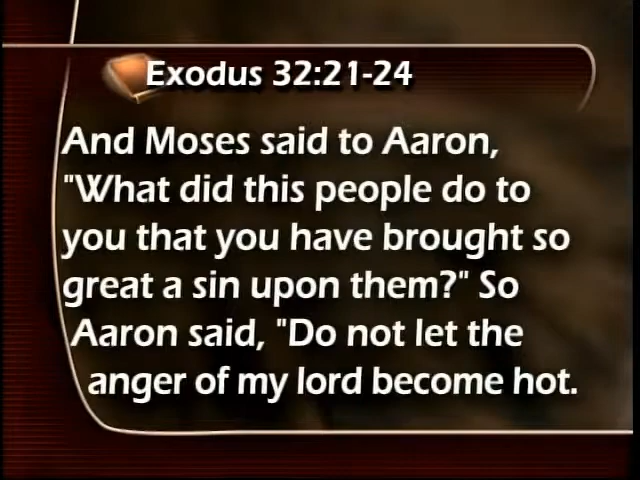 Exodus 32:21-24
And Moses said to Aaron,
"What did this people do to
you that you have brought so
great a sin upon them?" So
Aaron said, "Do not let the
anger of my lord become hot.